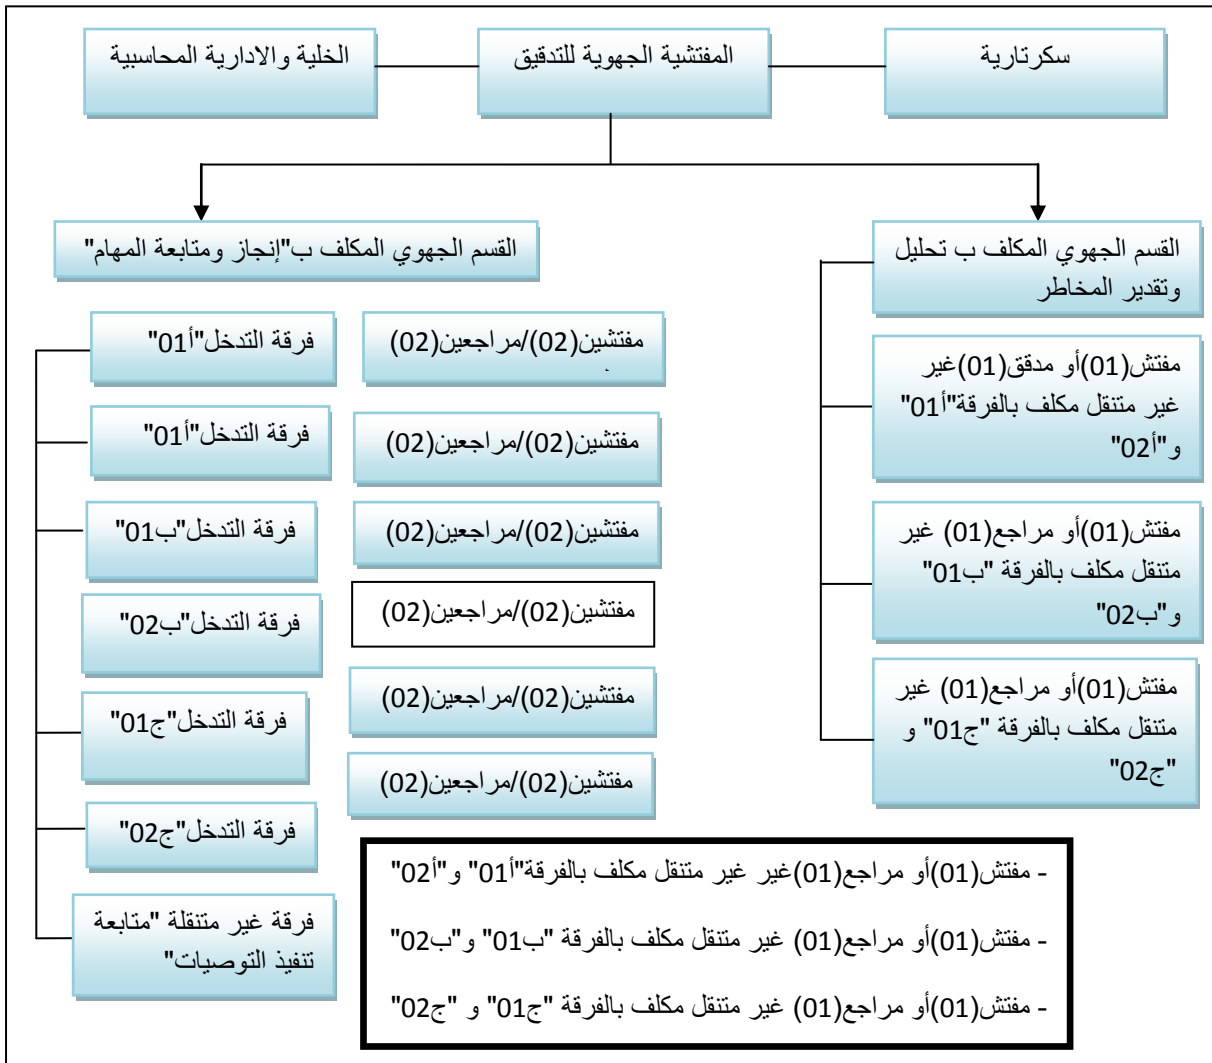 سكرتارية
المفتشية الجهوية للتدقيق
الخلية والادارية المحاسبية
القسم الجهوي المكلف ب تحليل
وتقدير المخاطر
مفتش(01)أو مدقق(01)غير
غير متنقل مكلف بالفرقة"أ01"
و"أ02"
مفتش(01)أو مراجع(01) غير
متنقل مكلف بالفرقة "ب01"
و"ب02"
مفتش(01)أو مراجع(01) غير
متنقل مكلف بالفرقة "ج01" و
"ج02"
القسم الجهوي المكلف ب"إنجاز ومتابعة المهام"
مفتشين(02)/مراجعين(02)
فرقة التدخل"أ01"
مفتشين(02)/مراجعين(02)
فرقة التدخل"أ01"
مفتشين(02)/مراجعين(02)
فرقة التدخل"ب01"
مفتشين(02)/مراجعين(02)
فرقة التدخل"ب02"
مفتشين(02)/مراجعين(02)
فرقة التدخل"ج01"
مفتشين(02)/مراجعين(02)
فرقة التدخل"ج02"
فرقة غير متنقلة "متابعة
تنفيذ التوصيات"
- مفتش(01)أو مراجع(01)غير غير متنقل مكلف بالفرقة"أ01" و"أ02"
- مفتش(01)أو مراجع(01) غير متنقل مكلف بالفرقة "ب01" و"ب02"
- مفتش(01)أو مراجع(01) غير متنقل مكلف بالفرقة "ج01" و "ج02"